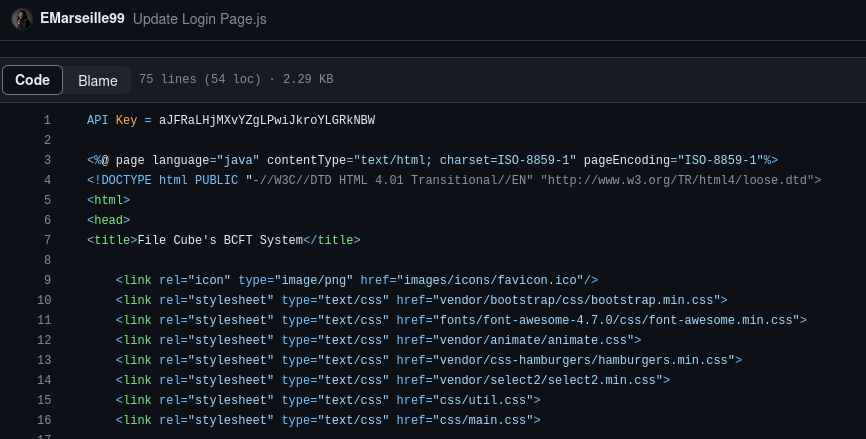 EMarseille99 Update Login Page.js
Code Blame 75 lines (54 loc) · 2.29 KB
1 API Key = aJFRaLHjMXvYZgLPwiJkroYLGRkNBW
2
3 <%@ page language="java" contentType="text/html; charset=ISO-8859-1" pageEncoding="ISO-8859-1"%>
4 <!DOCTYPE html PUBLIC "-//W3C//DTD HTML 4.01 Transitional//EN" "http://www.w3.org/TR/html4/loose.dtd">
5 <html>
6 <head>
7 <title>File Cube's BCFT System</title>
8
9 <link rel="icon" type="image/png" href="images/icons/favicon.ico"/>
10 <link rel="stylesheet" type="text/css" href="vendor/bootstrap/css/bootstrap.min.css">
11 <link rel="stylesheet" type="text/css" href="fonts/font-awesome-4.7.0/css/font-awesome.min.css">
12 <link rel="stylesheet" type="text/css" href="vendor/animate/animate.css">
13 <link rel="stylesheet" type="text/css" href="vendor/css-hamburgers/hamburgers.min.css">
14 <link rel="stylesheet" type="text/css" href="vendor/select2/select2.min.css">
15 <link rel="stylesheet" type="text/css" href="css/util.css">
16 <link rel="stylesheet" type="text/css" href="css/main.css">
17